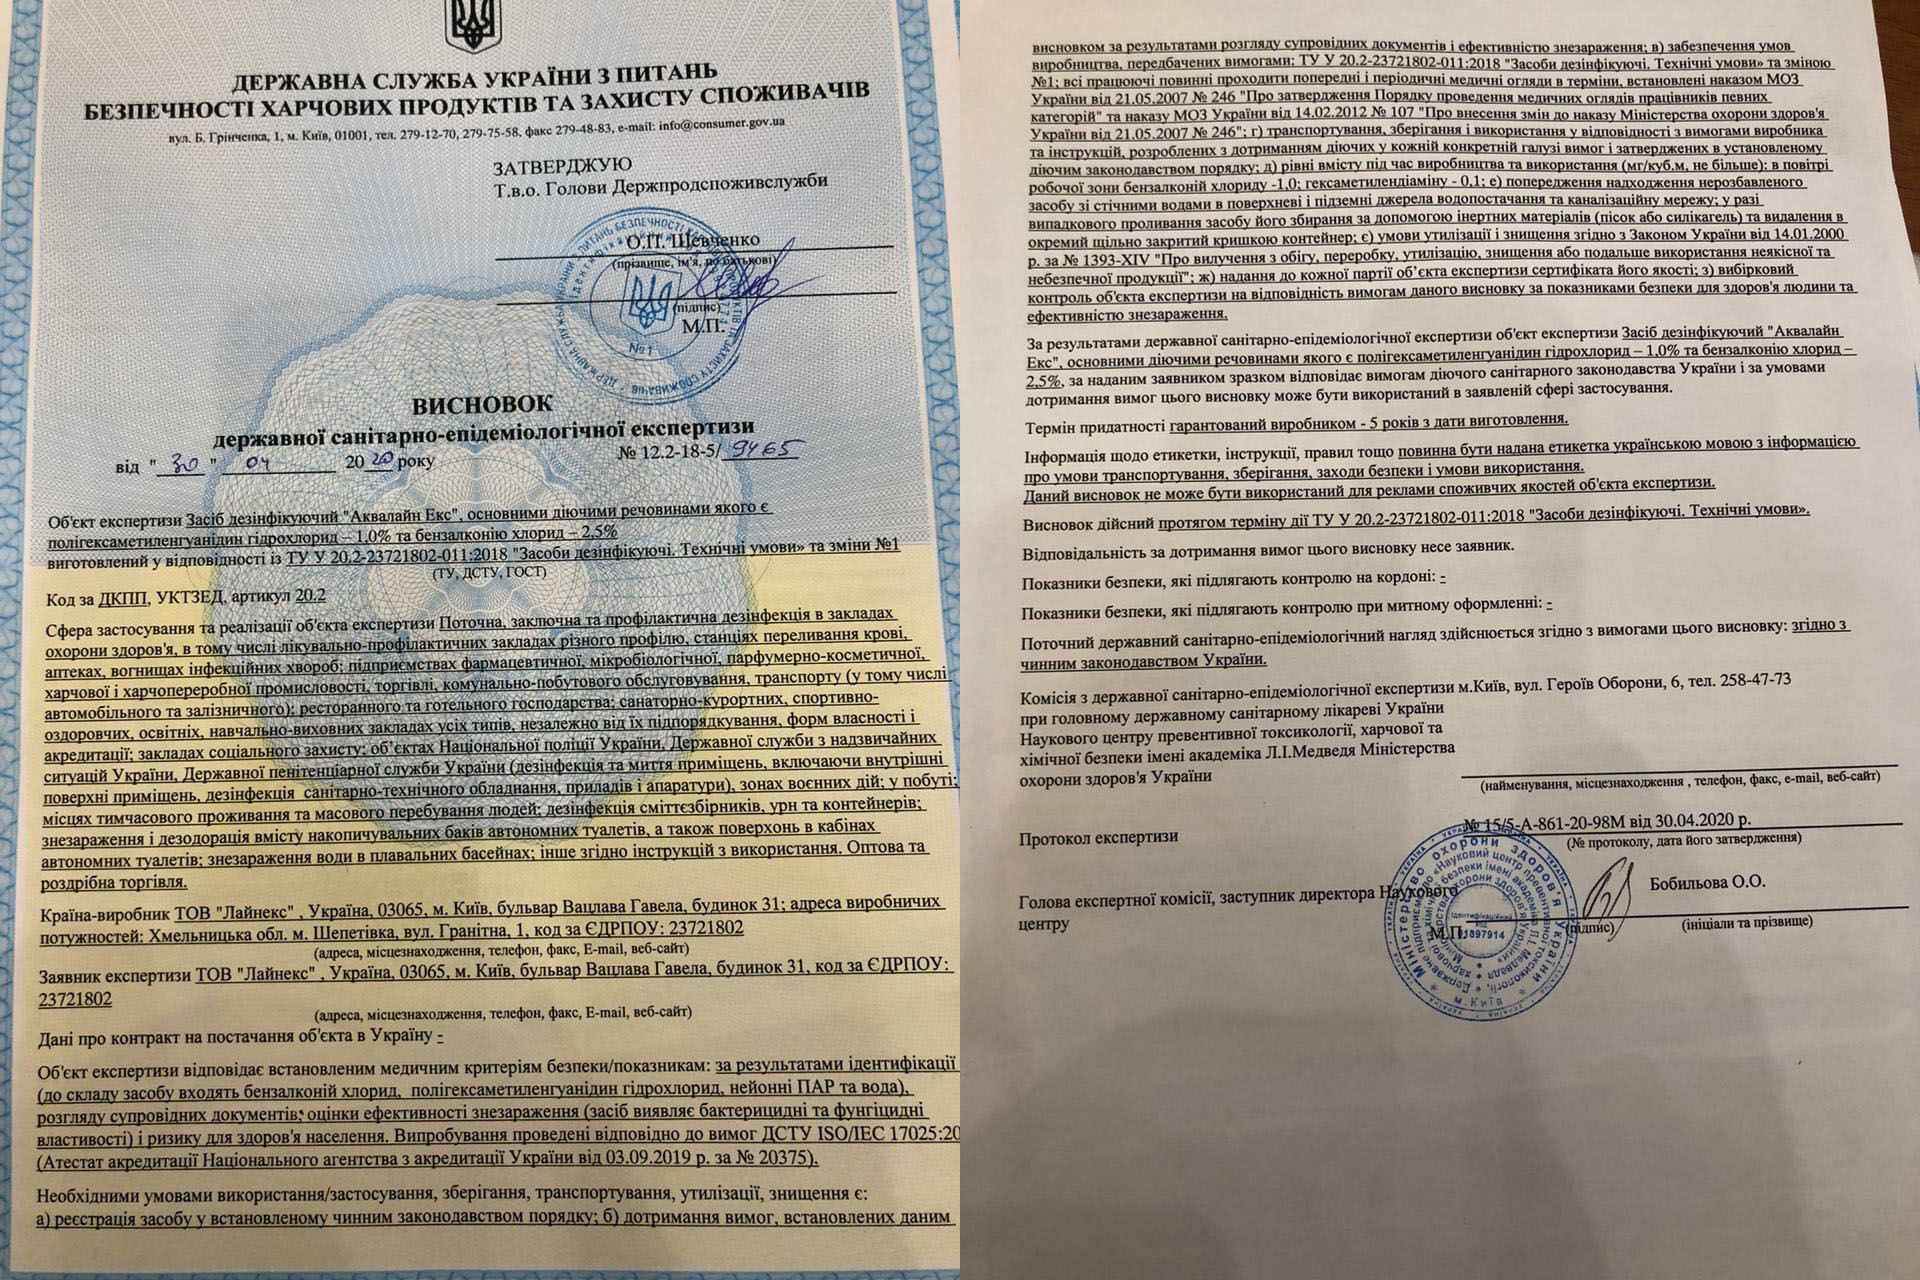 ДЕРЖАВНА СЛУЖБА УКРАЇНИ З ПИТАНЬ
БЕЗПЕЧНОСТІ ХАРЧОВИХ ПРОДУКТІВ ТА ЗАХИСТУ СПОЖИВАЧІВ
вул. Б. Грінченка, 1, м. Київ, 01001, тел. 279-12-70, 279-75-58, факс 279-48-83, e-mail: info@consumer.gov.ua
ЗАТВЕРДЖУЮ
Т.в.о. Голови Держпродспоживслужби
О.П. Шевченко
(прізвище, ім'я, по батькові)
(підпис)
М.П.
№1
ВИСНОВОК
державної санітарно-епідеміологічної експертизи
від "30" 04 2020 року № 12.2-18-5/9465
Об'єкт експертизи Засіб дезінфікуючий "Аквалайн Екс", основними діючими речовинами якого є
полігексаметиленгуанідин гідрохлорид – 1,0% та бензалконію хлорид – 2,5%
виготовлений у відповідності із ТУ У 20.2-23721802-011:2018 "Засоби дезінфікуючі. Технічні умови» та зміни №1
(ТУ, ДСТУ, ГОСТ)
Код за ДКПП, УКТЗЕД, артикул 20.2
Сфера застосування та реалізації об'єкта експертизи Поточна, заключна та профілактична дезінфекція в закладах
охорони здоров'я, в тому числі лікувально-профілактичних закладах різного профілю, станціях переливання крові,
аптеках, вогнищах інфекційних хвороб; підприємствах фармацевтичної, мікробіологічної, парфумерно-косметичної,
харчової і харчопереробної промисловості, торгівлі, комунально-побутового обслуговування, транспорту (у тому числі
автомобільного та залізничного); ресторанного та готельного господарства; санаторно-курортних, спортивно-
оздоровчих, освітніх, навчально-виховних закладах усіх типів, незалежно від їх підпорядкування, форм власності і
акредитації; закладах соціального захисту; об'єктах Національної поліції України, Державної служби з надзвичайних
ситуацій України, Державної пенітенціарної служби України (дезінфекція та миття приміщень, включаючи внутрішні
поверхні приміщень, дезінфекція санітарно-технічного обладнання, приладів і апаратури), зонах воєнних дій; у побуті;
місцях тимчасового проживання та масового перебування людей; дезінфекція сміттєзбірників, урн та контейнерів;
знезараження і дезодорація вмісту накопичувальних баків автономних туалетів, а також поверхонь в кабінах
автономних туалетів; знезараження води в плавальних басейнах; інше згідно інструкцій з використання. Оптова та
роздрібна торгівля.
Країна-виробник ТОВ "Лайнекс" , Україна, 03065, м. Київ, бульвар Вацлава Гавела, будинок 31; адреса виробничих
потужностей: Хмельницька обл. м. Шепетівка, вул. Гранітна, 1, код за ЄДРПОУ: 23721802
(адреса, місцезнаходження, телефон, факс, E-mail, веб-сайт)
Заявник експертизи ТОВ "Лайнекс" , Україна, 03065, м. Київ, бульвар Вацлава Гавела, будинок 31, код за ЄДРПОУ:
23721802
(адреса, місцезнаходження, телефон, факс, E-mail, веб-сайт)
Дані про контракт на постачання об'єкта в Україну -
Об'єкт експертизи відповідає встановленим медичним критеріям безпеки/показникам: за результатами ідентифікації
(до складу засобу входять бензалконій хлорид, полігексаметиленгуанідин гідрохлорид, нейонні ПАР та вода),
розгляду супровідних документів; оцінки ефективності знезараження (засіб виявляє бактерицидні та фунгіцидні
властивості) і ризику для здоров'я населення. Випробування проведені відповідно до вимог ДСТУ ISO/IEC 17025:20
(Атестат акредитації Національного агентства з акредитації України від 03.09.2019 р. за № 20375).
Необхідними умовами використання/застосування, зберігання, транспортування, утилізації, знищення є:
а) реєстрація засобу у встановленому чинним законодавством порядку; б) дотримання вимог, встановлених даним
висновком за результатами розгляду супровідних документів і ефективністю знезараження; в) забезпечення умов
виробництва, передбачених вимогами: ТУ У 20.2-23721802-011:2018 "Засоби дезінфікуючі. Технічні умови» та зміною
№1; всі працюючі повинні проходити попередні і періодичні медичні огляди в терміни, встановлені наказом МОЗ
України від 21.05.2007 № 246 "Про затвердження Порядку проведення медичних оглядів працівників певних
категорій" та наказу МОЗ України від 14.02.2012 № 107 "Про внесення змін до наказу Міністерства охорони здоров'я
України від 21.05.2007 № 246"; г) транспортування, зберігання і використання у відповідності з вимогами виробника
та інструкцій, розроблених з дотриманням діючих у кожній конкретній галузі вимог і затверджених в установленому
діючим законодавством порядку; д) рівні вмісту під час виробництва та використання (мг/куб.м, не більше): в повітрі
робочої зони бензалконій хлориду -1,0; гексаметилендіаміну - 0,1; е) попередження надходження нерозбавленого
засобу зі стічними водами в поверхневі і підземні джерела водопостачання та каналізаційну мережу; у разі
випадкового проливання засобу його збирання за допомогою інертних матеріалів (пісок або силікагель) та видалення в
окремий щільно закритий кришкою контейнер; є) умови утилізації і знищення згідно з Законом України від 14.01.2000
р. за № 1393-XIV "Про вилучення з обігу, переробку, утилізацію, знищення або подальше використання неякісної та
небезпечної продукції"; ж) надання до кожної партії об'єкта експертизи сертифіката його якості; з) вибірковий
контроль об'єкта експертизи на відповідність вимогам даного висновку за показниками безпеки для здоров'я людини та
ефективністю знезараження.
За результатами державної санітарно-епідеміологічної експертизи об'єкт експертизи Засіб дезінфікуючий "Аквалайн
Екс", основними діючими речовинами якого є полігексаметиленгуанідин гідрохлорид – 1,0% та бензалконію хлорид –
2,5%, за наданим заявником зразком відповідає вимогам діючого санітарного законодавства України і за умовами
дотримання вимог цього висновку може бути використаний в заявленій сфері застосування.
Термін придатності гарантований виробником - 5 років з дати виготовлення.
Інформація щодо етикетки, інструкції, правил тощо повинна бути надана етикетка українською мовою з інформацією
про умови транспортування, зберігання, заходи безпеки і умови використання.
Даний висновок не може бути використаний для реклами споживчих якостей об'єкта експертизи.
Висновок дійсний протягом терміну дії ТУ У 20.2-23721802-011:2018 "Засоби дезінфікуючі. Технічні умови».
Відповідальність за дотримання вимог цього висновку несе заявник.
Показники безпеки, які підлягають контролю на кордоні: -
Показники безпеки, які підлягають контролю при митному оформленні: -
Поточний державний санітарно-епідеміологічний нагляд здійснюється згідно з вимогами цього висновку: згідно з
чинним законодавством України.
Комісія з державної санітарно-епідеміологічної експертизи м.Київ, вул. Героїв Оборони, 6, тел. 258-47-73
при головному державному санітарному лікареві України
Наукового центру превентивної токсикології, харчової та
хімічної безпеки імені академіка Л.І.Медведя Міністерства
охорони здоров'я України
(найменування, місцезнаходження , телефон, факс, e-mail, веб-сайт)
№ 15/5-А-861-20-98М від 30.04.2020 р.
Протокол експертизи
(№ протоколу, дата його затвердження)
Голова експертної комісії, заступник директора Наукового
центру
Бобильова О.О.
М.П.
(підпис)
(ініціали та прізвище)
Міністерство охорони здоров'я України
м. Київ